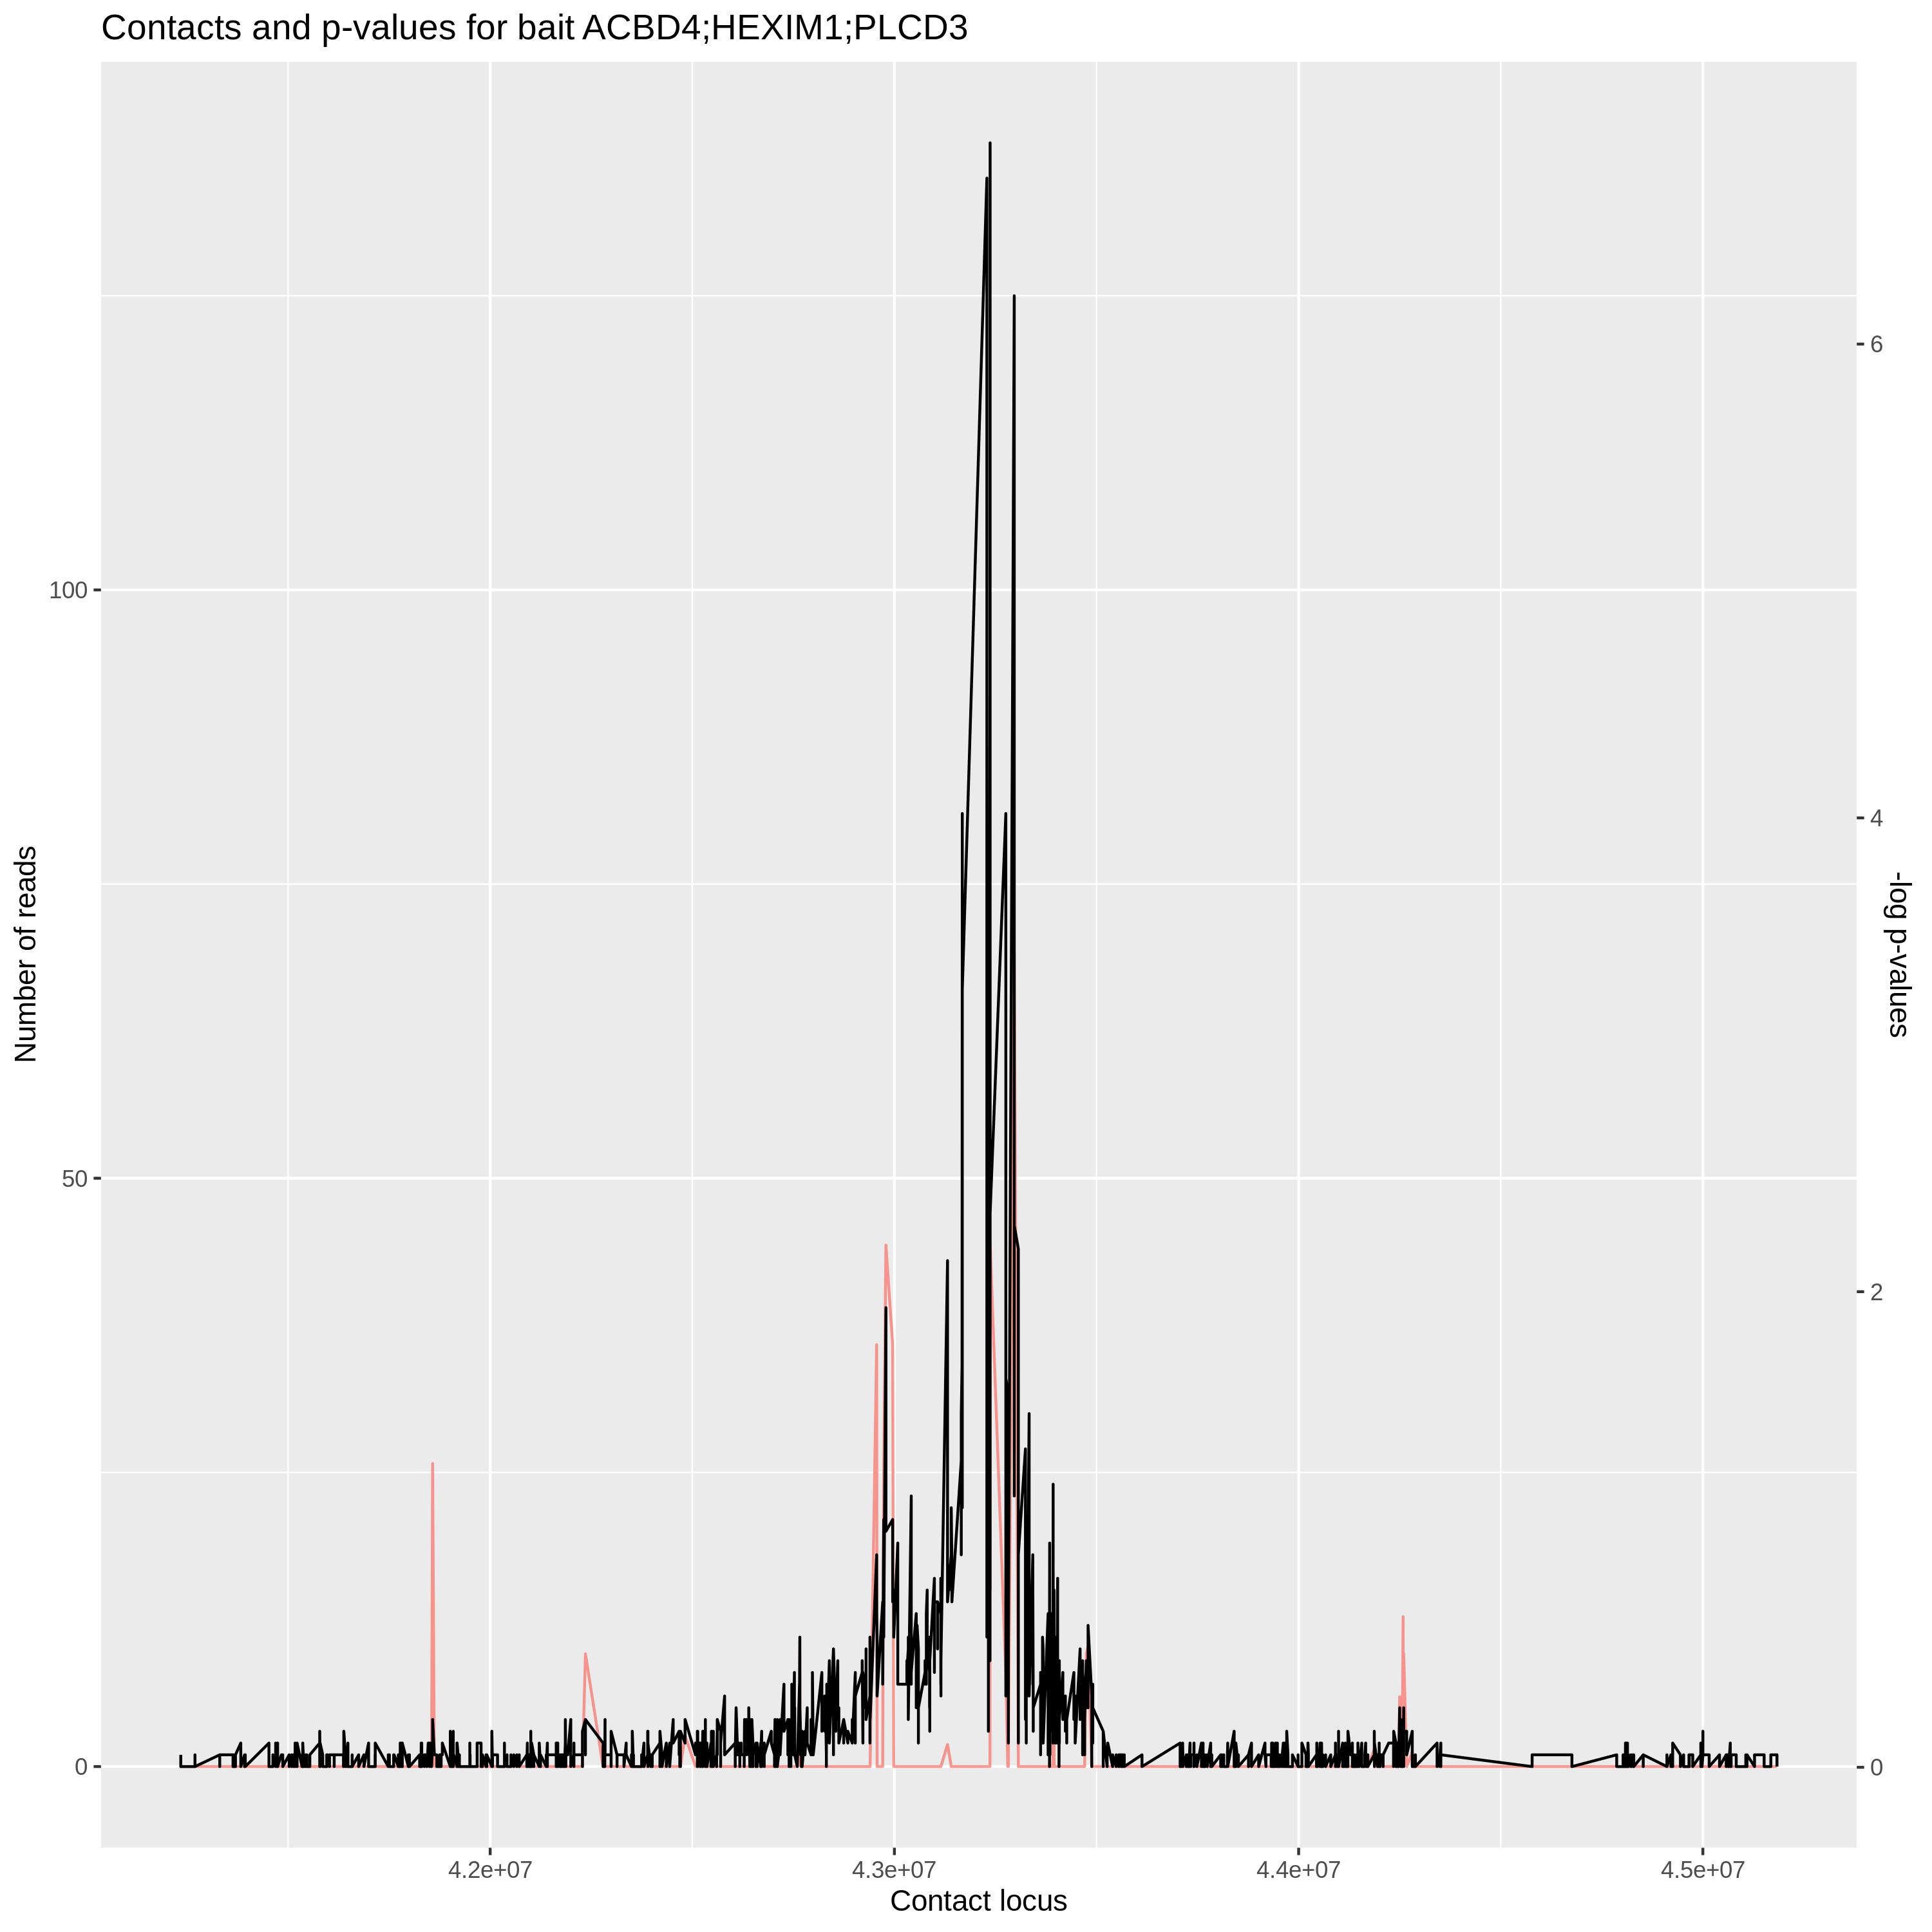 Contacts and p-values for bait ACBD4;HEXIM1;PLCD3
100
50
0
Number of reads
6
4
2
0
-log p-values
4.2e+07
4.3e+07
4.4e+07
4.5e+07
Contact locus